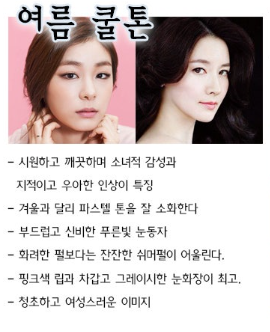 여름 쿨톤
- 시원하고 깨끗하며 소녀적 감성과
지적이고 우아한 인상이 특징
- 겨울과 달리 파스텔 톤을 잘 소화한다
- 부드럽고 신비한 푸른빛 눈동자
- 화려한 펄보다는 잔잔한 쉬머펄이 어울린다.
- 핑크색 립과 차갑고 그레이시한 눈화장이 최고.
- 청초하고 여성스러운 이미지